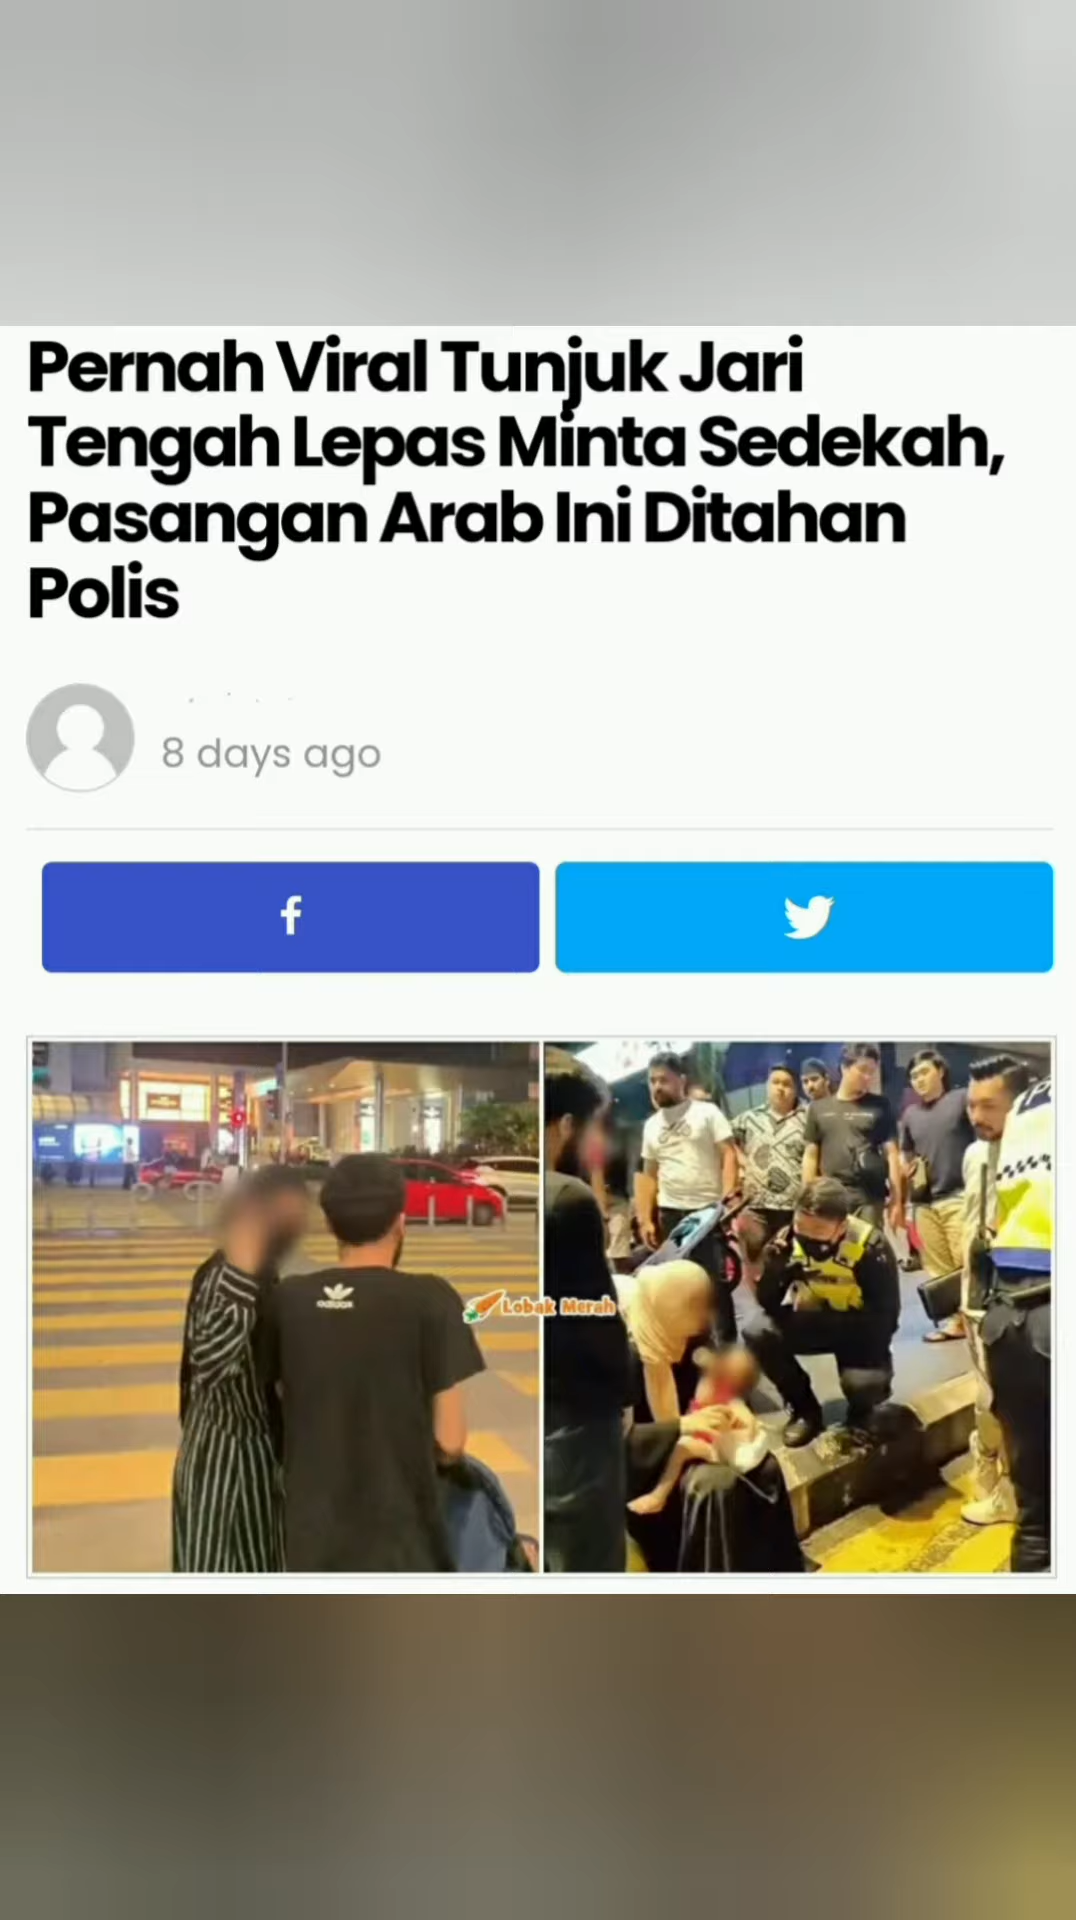 Pernah Viral Tunjuk Jari
Tengah Lepas Minta Sedekah,
Pasangan Arab Ini Ditahan
Polis
8 days ago
adidas
Lobak Merah